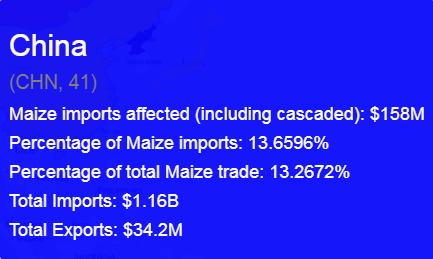 China
(CHN, 41)
Maize imports affected (including cascaded): $158M
Percentage of Maize imports: 13.6596%
Percentage of total Maize trade: 13.2672%
Total Imports: $1.16B
Total Exports: $34.2M